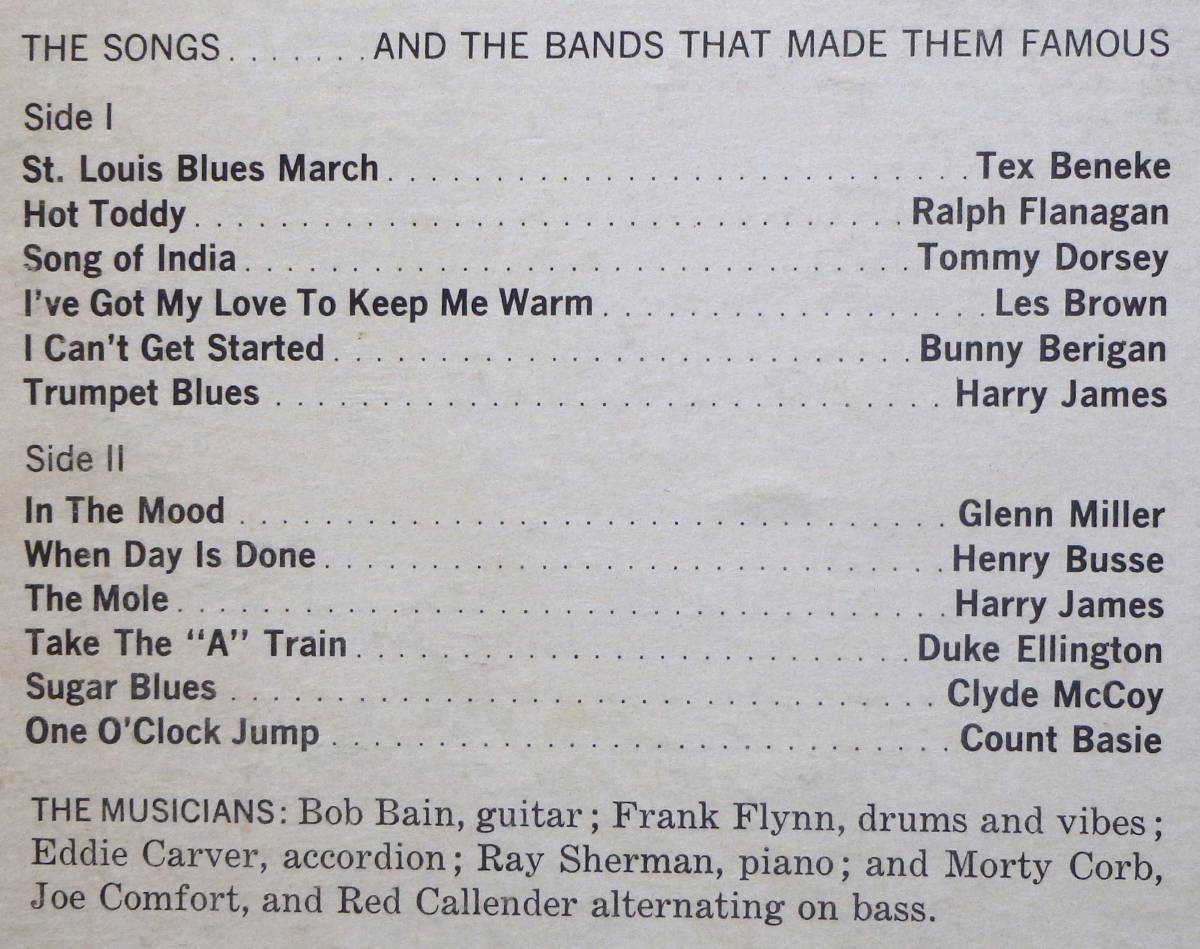 THE SONGS.......AND THE BANDS THAT MADE THEM FAMOUS
Side I
St. Louis Blues March . . . . . . . . . . . . . . . . . . . . . . . . . . . Tex Beneke
Hot Toddy . . . . . . . . . . . . . . . . . . . . . . . . . . . . . . . . . Ralph Flanagan
Song of India . . . . . . . . . . . . . . . . . . . . . . . . . . . . . . . Tommy Dorsey
I've Got My Love To Keep Me Warm . . . . . . . . . . . . . . . . . . Les Brown
I Can't Get Started . . . . . . . . . . . . . . . . . . . . . . . . . . . Bunny Berigan
Trumpet Blues . . . . . . . . . . . . . . . . . . . . . . . . . . . . . . . Harry James
Side II
In The Mood . . . . . . . . . . . . . . . . . . . . . . . . . . . . . . . . . Glenn Miller
When Day Is Done . . . . . . . . . . . . . . . . . . . . . . . . . . . . . Henry Busse
The Mole . . . . . . . . . . . . . . . . . . . . . . . . . . . . . . . . . . . . Harry James
Take The "A" Train . . . . . . . . . . . . . . . . . . . . . . . . . . Duke Ellington
Sugar Blues . . . . . . . . . . . . . . . . . . . . . . . . . . . . . . . . . Clyde McCoy
One O'Clock Jump . . . . . . . . . . . . . . . . . . . . . . . . . . . . . Count Basie
THE MUSICIANS: Bob Bain, guitar; Frank Flynn, drums and vibes;
Eddie Carver, accordion; Ray Sherman, piano; and Morty Corb,
Joe Comfort, and Red Callender alternating on bass.